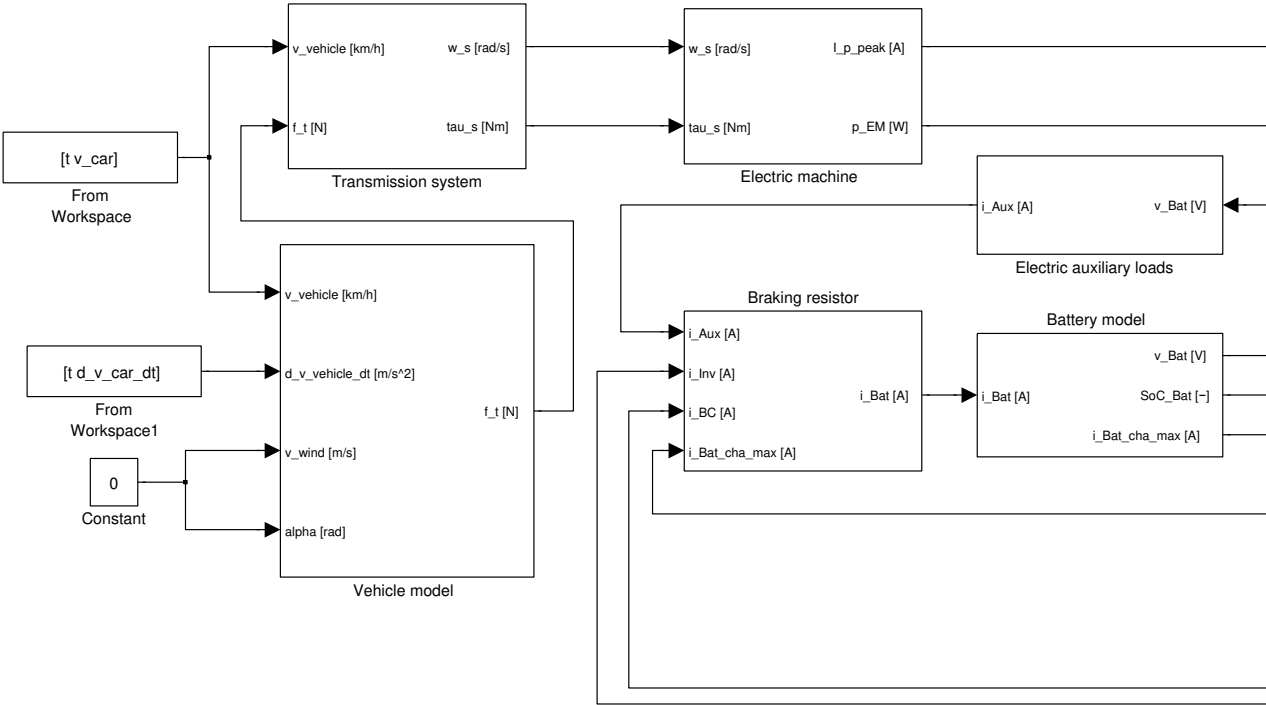 v_vehicle [km/h]
w_s [rad/s]
f_t [N]
tau_s [Nm]
Transmission system
w_s [rad/s]
I_p_peak [A]
tau_s [Nm]
p_EM [W]
Electric machine
[t v_car]
From
Workspace
i_Aux [A]
v_Bat [V]
Electric auxiliary loads
v_vehicle [km/h]
d_v_vehicle_dt [m/s^2]
f_t [N]
v_wind [m/s]
alpha [rad]
Vehicle model
[t d_v_car_dt]
From
Workspace1
0
Constant
Braking resistor
i_Aux [A]
i_Inv [A]
i_Bat [A]
i_BC [A]
i_Bat_cha_max [A]
Battery model
v_Bat [V]
i_Bat [A]
SoC_Bat [−]
i_Bat_cha_max [A]